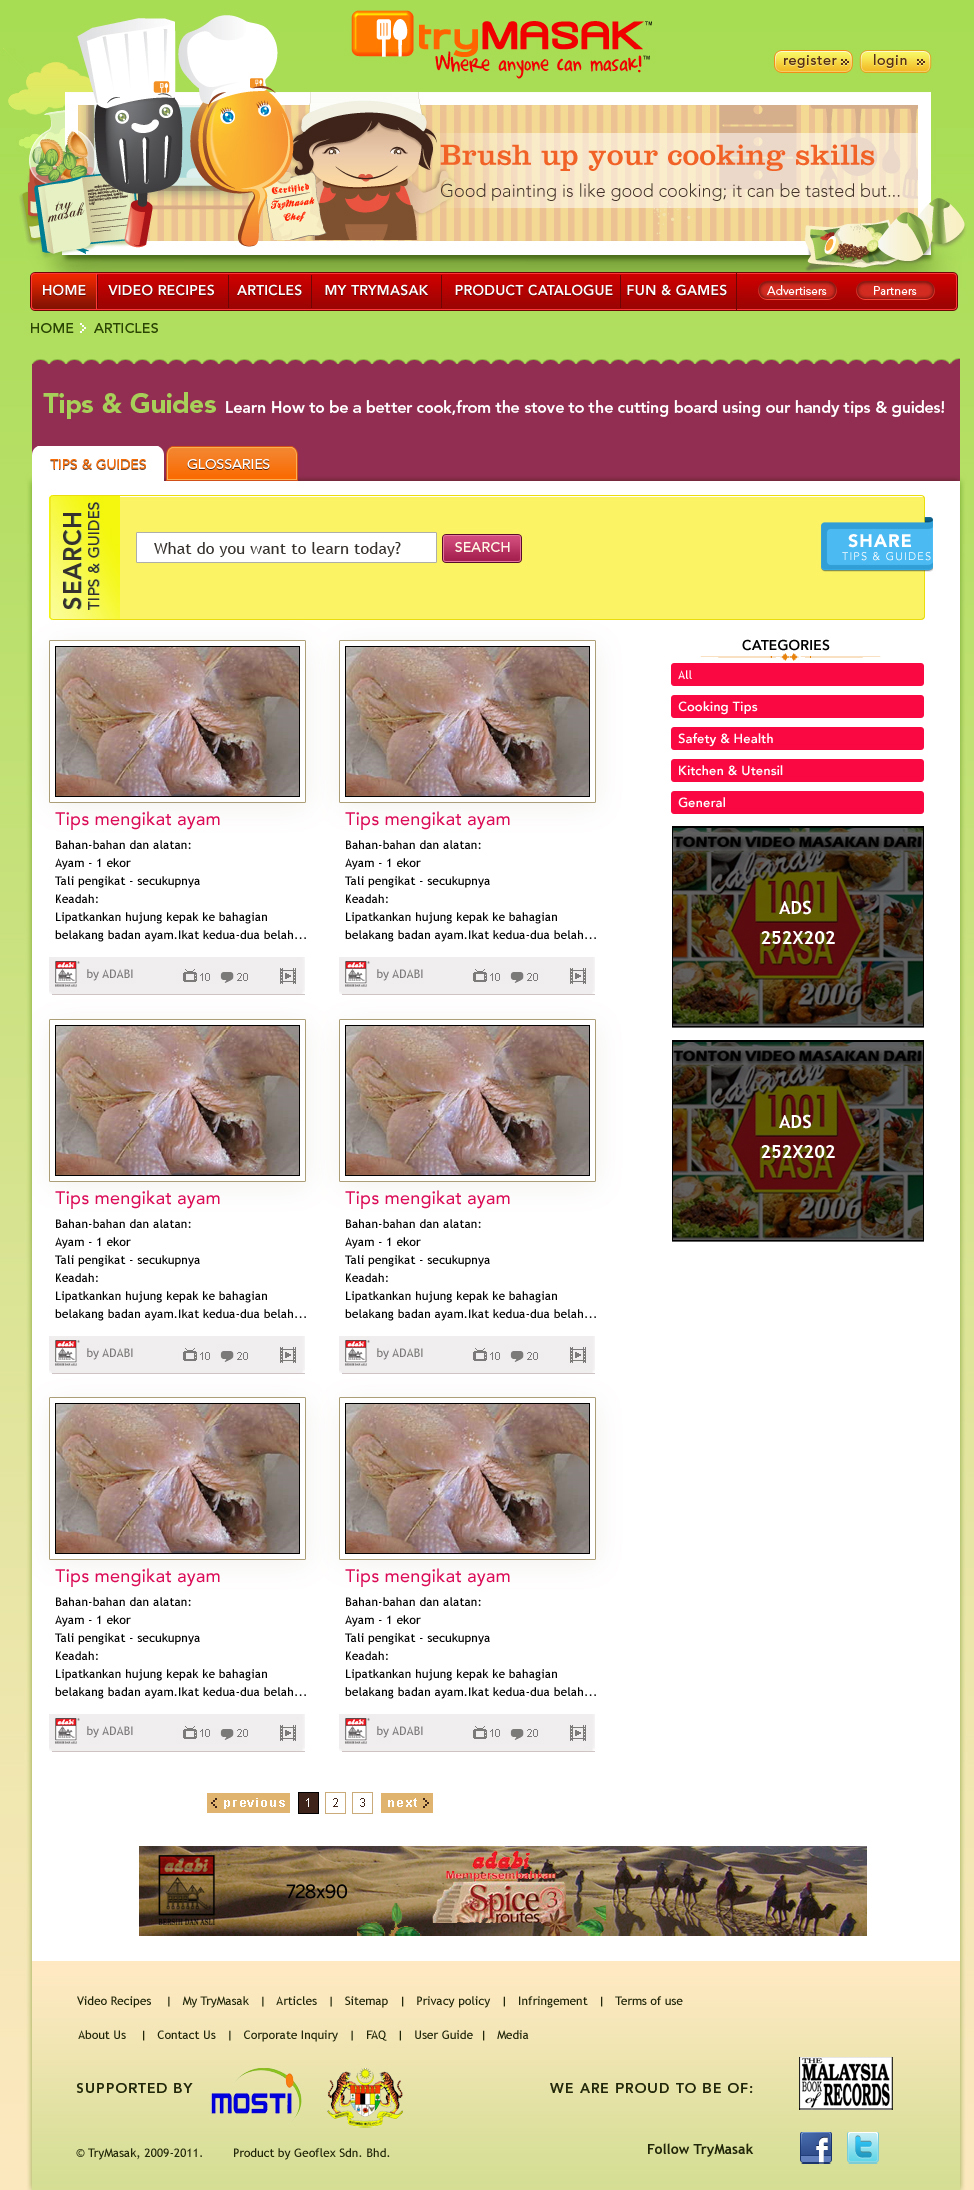 tryMASAK™
Where anyone can masak!™
register
login
try masak
Certified
TryMasak
Chef
Brush up your cooking skills
Good painting is like good cooking; it can be tasted but...
HOME
VIDEO RECIPES
ARTICLES
MY TRYMASAK
PRODUCT CATALOGUE
FUN & GAMES
Advertisers
Partners
HOME
ARTICLES
Tips & Guides Learn How to be a better cook,from the stove to the cutting board using our handy tips & guides!
TIPS & GUIDES
GLOSSARIES
SEARCH
TIPS & GUIDES
What do you want to learn today?
SEARCH
SHARE
TIPS & GUIDES
Tips mengikat ayam
Bahan-bahan dan alatan:
Ayam - 1 ekor
Tali pengikat - secukupnya
Keadah:
Lipatkankan hujung kepak ke bahagian
belakang badan ayam.Ikat kedua-dua belah...
adabi
by ADABI
10
20
Tips mengikat ayam
Bahan-bahan dan alatan:
Ayam - 1 ekor
Tali pengikat - secukupnya
Keadah:
Lipatkankan hujung kepak ke bahagian
belakang badan ayam.Ikat kedua-dua belah...
adabi
by ADABI
10
20
CATEGORIES
All
Cooking Tips
Safety & Health
Kitchen & Utensil
General
TONTON VIDEO MASAKAN DARI
cabaran
1001
RASA
2006
ADS
252X202
TONTON VIDEO MASAKAN DARI
cabaran
1001
RASA
2006
ADS
252X202
Tips mengikat ayam
Bahan-bahan dan alatan:
Ayam - 1 ekor
Tali pengikat - secukupnya
Keadah:
Lipatkankan hujung kepak ke bahagian
belakang badan ayam.Ikat kedua-dua belah...
adabi
by ADABI
10
20
Tips mengikat ayam
Bahan-bahan dan alatan:
Ayam - 1 ekor
Tali pengikat - secukupnya
Keadah:
Lipatkankan hujung kepak ke bahagian
belakang badan ayam.Ikat kedua-dua belah...
adabi
by ADABI
10
20
Tips mengikat ayam
Bahan-bahan dan alatan:
Ayam - 1 ekor
Tali pengikat - secukupnya
Keadah:
Lipatkankan hujung kepak ke bahagian
belakang badan ayam.Ikat kedua-dua belah...
adabi
by ADABI
10
20
Tips mengikat ayam
Bahan-bahan dan alatan:
Ayam - 1 ekor
Tali pengikat - secukupnya
Keadah:
Lipatkankan hujung kepak ke bahagian
belakang badan ayam.Ikat kedua-dua belah...
adabi
by ADABI
10
20
previous 1 2 3 next
adabi
BERSIH DAN ASLI
728x90
adabi
Mempersembahkan
Spice
routes 3
Video Recipes | My TryMasak | Articles | Sitemap | Privacy policy | Infringement | Terms of use
About Us | Contact Us | Corporate Inquiry | FAQ | User Guide | Media
SUPPORTED BY
MOSTI
WE ARE PROUD TO BE OF:
THE
MALAYSIA
BOOK of RECORDS
Follow TryMasak
© TryMasak, 2009-2011.
Product by Geoflex Sdn. Bhd.